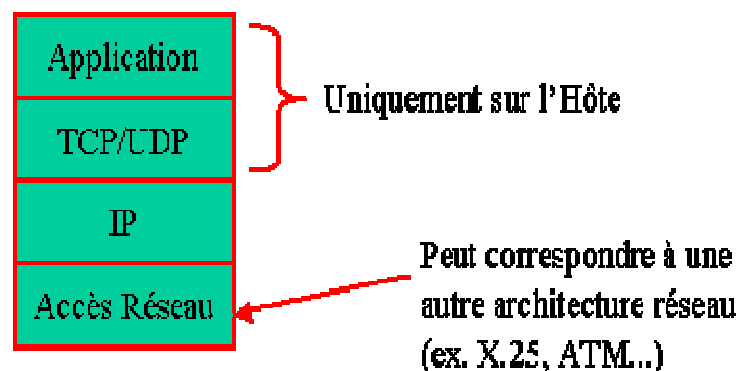 Application
TCP/UDP
Uniquement sur l'Hôte
IP
Accès Réseau
Peut correspondre à une
autre architecture réseau
(ex. X.25, ATM...)